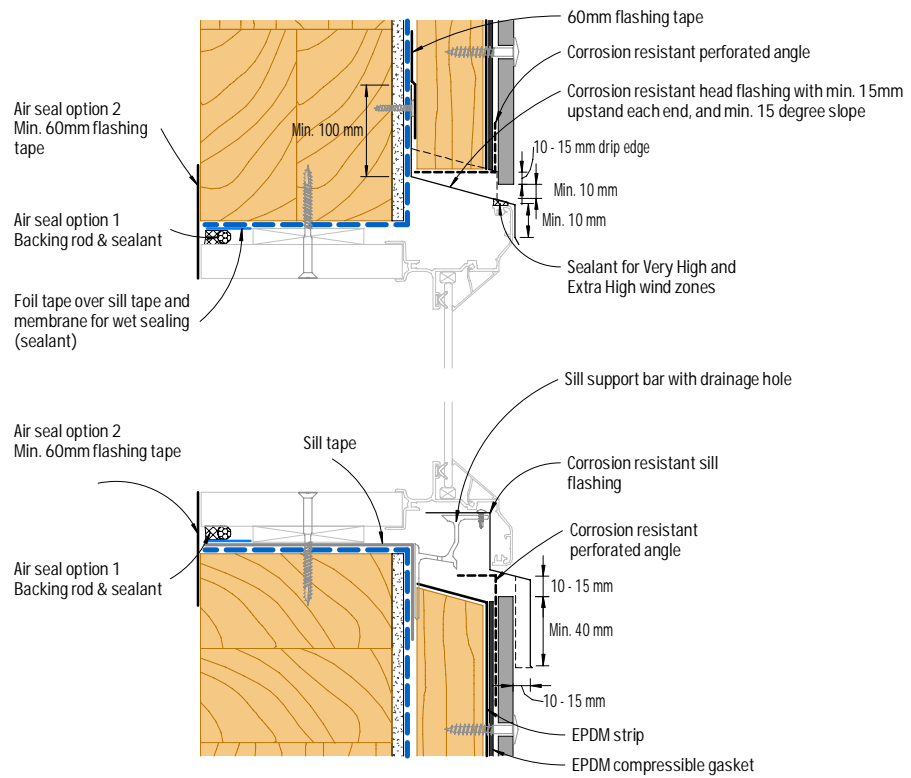 60mm flashing tape
Corrosion resistant perforated angle
Corrosion resistant head flashing with min. 15mm
upstand each end, and min. 15 degree slope
Air seal option 2
Min. 60mm flashing
tape
Min. 100 mm
10 - 15 mm drip edge
Min. 10 mm
Min. 10 mm
Air seal option 1
Backing rod & sealant
Sealant for Very High and
Extra High wind zones
Foil tape over sill tape and
membrane for wet sealing
(sealant)
Sill support bar with drainage hole
Air seal option 2
Min. 60mm flashing tape
Sill tape
Corrosion resistant sill
flashing
Corrosion resistant
perforated angle
Air seal option 1
Backing rod & sealant
10 - 15 mm
Min. 40 mm
10 - 15 mm
EPDM strip
EPDM compressible gasket